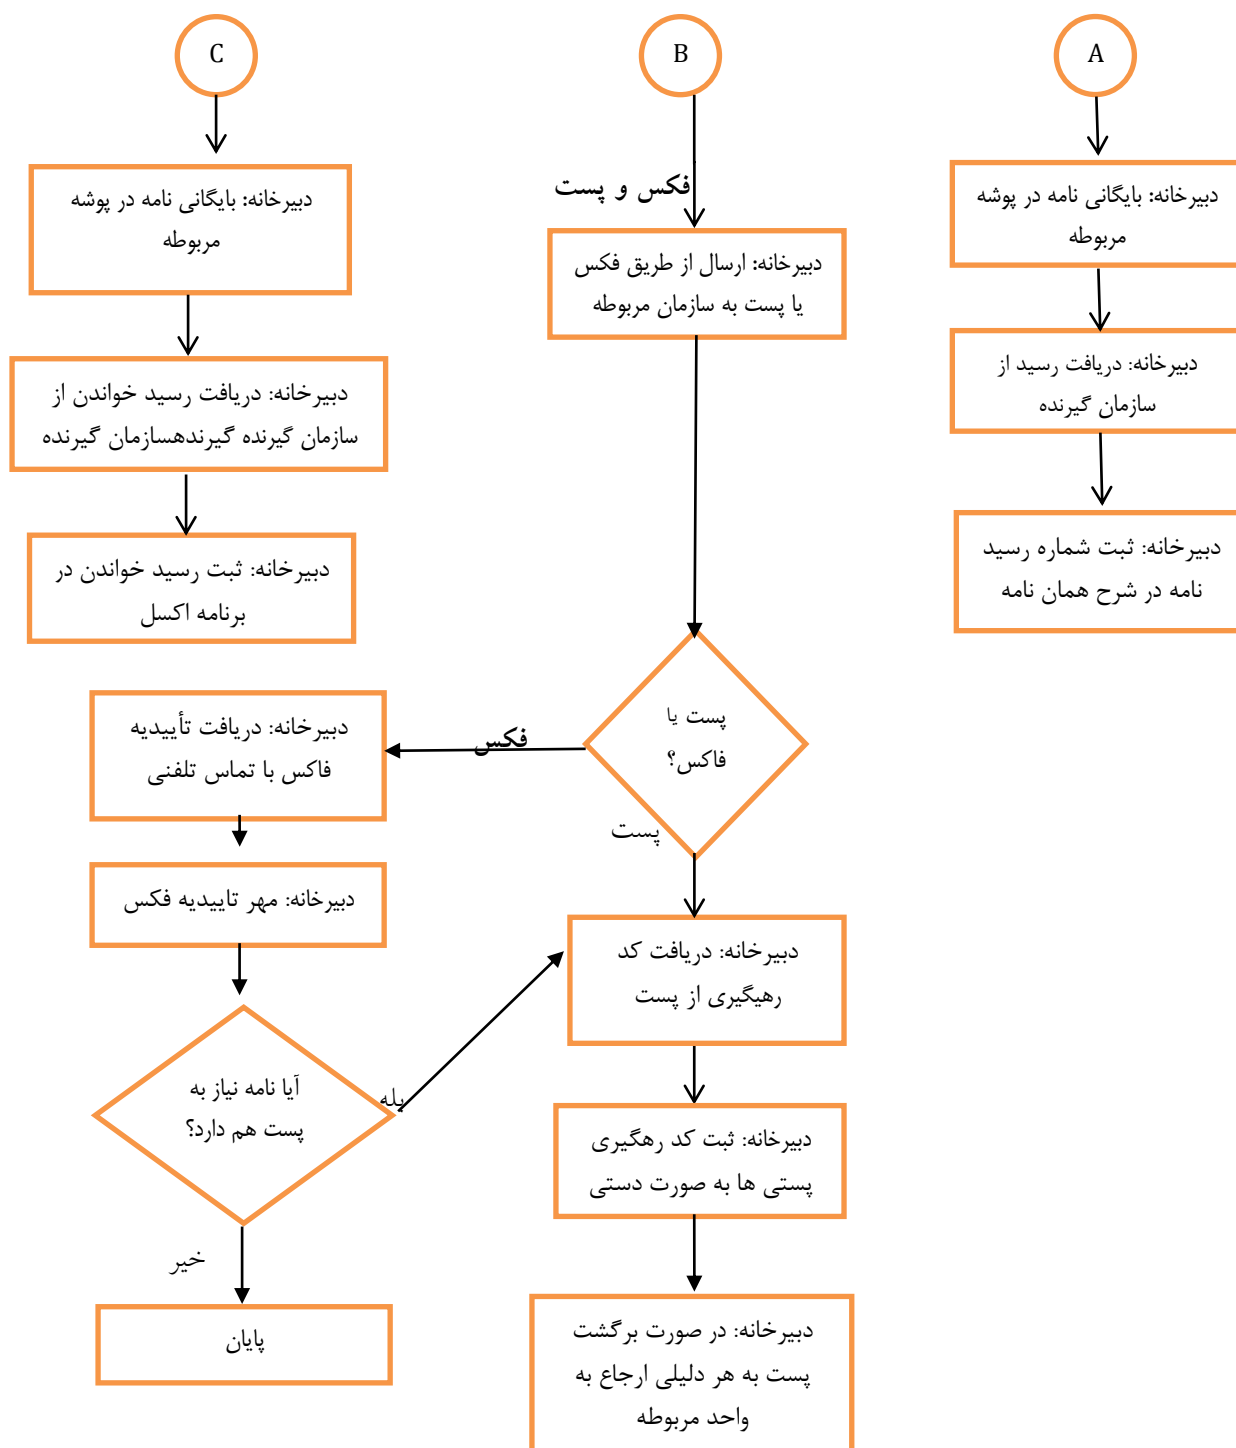 A
دبیرخانه: بایگانی نامه در پوشه
مربوطه
دبیرخانه: دریافت رسید از
سازمان گیرنده
دبیرخانه: ثبت شماره رسید
نامه در شرح همان نامه
B
فکس و پست
دبیرخانه: ارسال از طریق فکس
یا پست به سازمان مربوطه
پست یا
فاکس؟
فکس
پست
دبیرخانه: دریافت کد
رهیگیری از پست
دبیرخانه: ثبت کد رهگیری
پستی ها به صورت دستی
دبیرخانه: در صورت برگشت
پست به هر دلیلی ارجاع به
واحد مربوطه
C
دبیرخانه: بایگانی نامه در پوشه
مربوطه
دبیرخانه: دریافت رسید خواندن از
سازمان گیرنده گیرندهسازمان گیرنده
دبیرخانه: ثبت رسید خواندن در
برنامه اکسل
دبیرخانه: دریافت تأییدیه
فاکس با تماس تلفنی
دبیرخانه: مهر تاییدیه فکس
آیا نامه نیاز به
پست هم دارد؟
بله
خیر
پایان